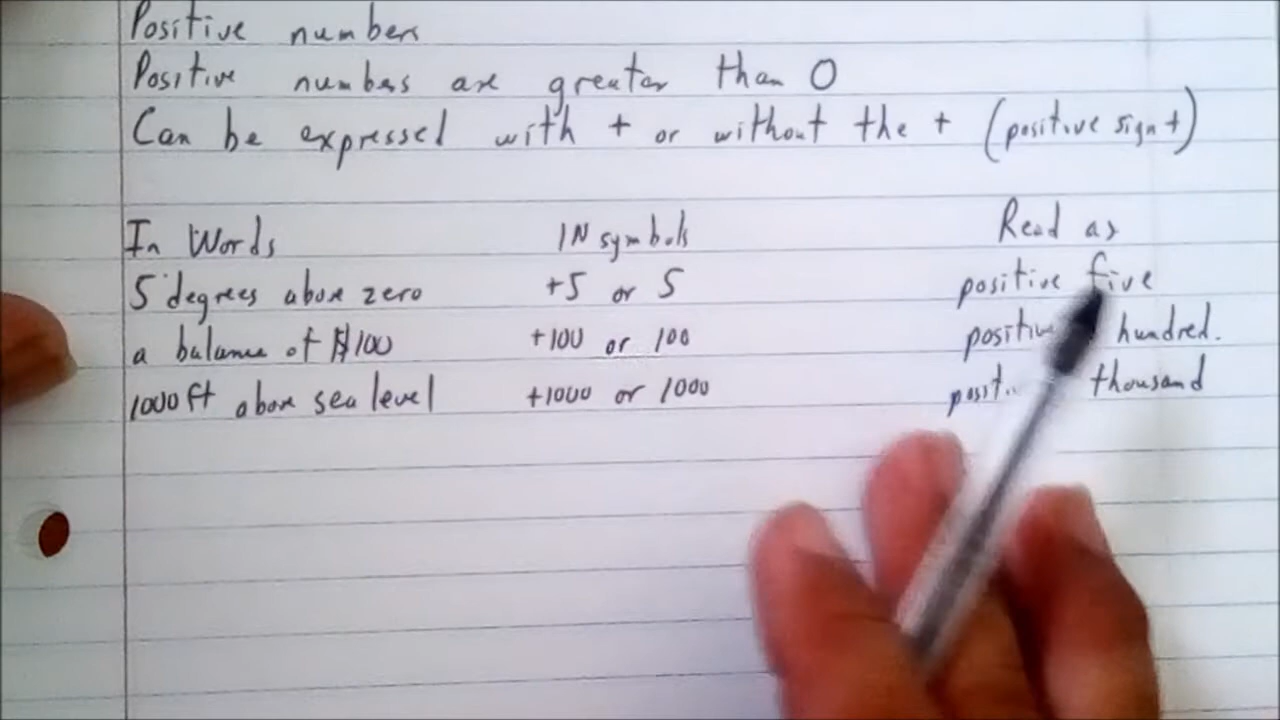 Positive numbers
Positive numbers are greater than 0
Can be expressed with + or without the + (positive sign +)
In Words IN symbols Read as
5 degrees above zero +5 or 5 positive five
a balance of $100 +100 or 100 positive hundred.
1000ft above sea level +1000 or 1000 thousand